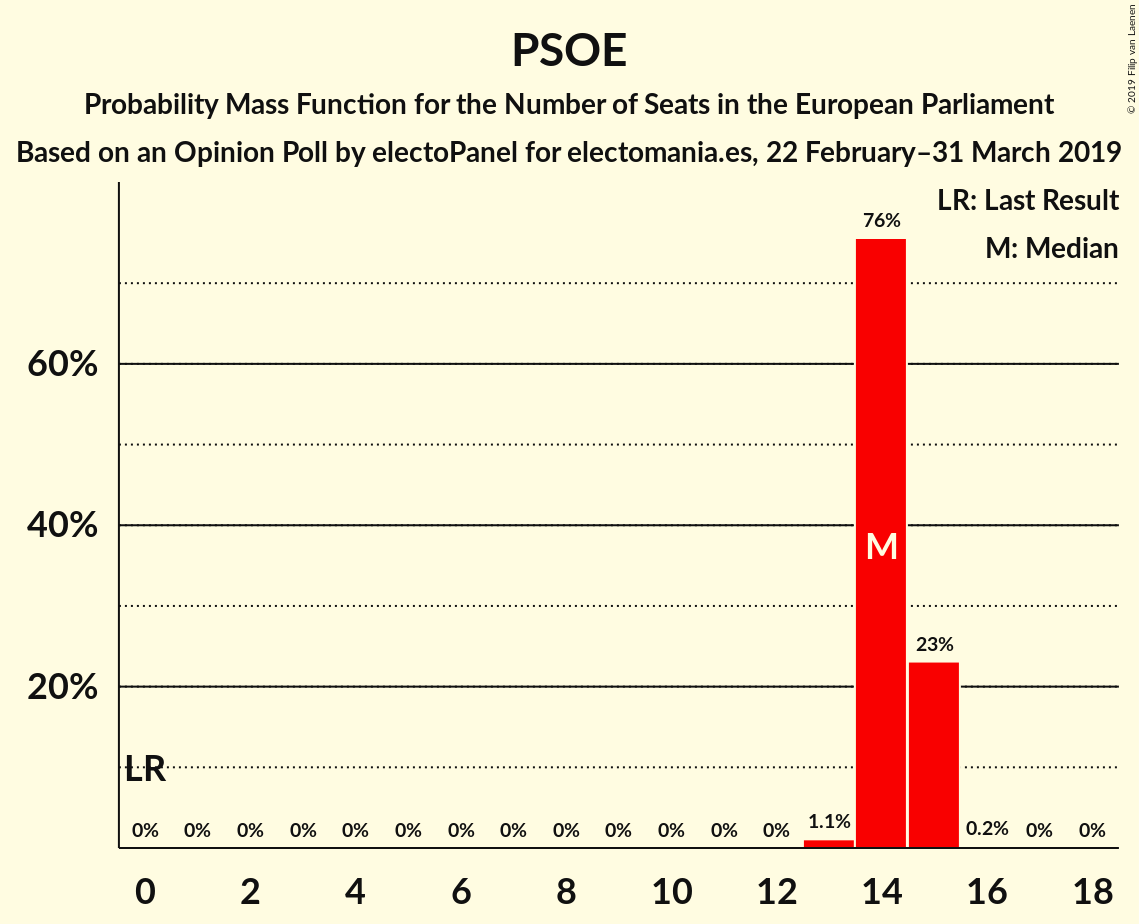 PSOE
Probability Mass Function for the Number of Seats in the European Parliament
Based on an Opinion Poll by electoPanel for electomania.es, 22 February–31 March 2019
© 2019 Filip van Laenen
LR: Last Result
M: Median
76%
60%
40%
M
23%
20%
LR
0% 0% 0% 0% 0% 0% 0% 0% 0% 0% 0% 0% 0% 1.1% 0.2% 0% 0%
0 2 4 6 8 10 12 14 16 18